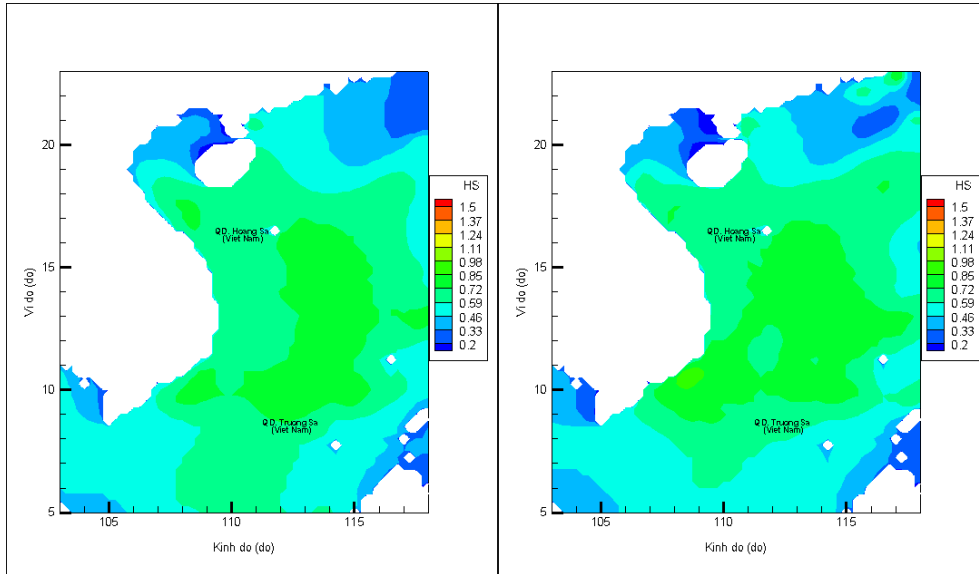 HS
1.5
1.37
1.24
1.11
0.98
0.85
0.72
0.59
0.46
0.33
0.2
20
15
10
5
105
110
115
Vi do (do)
Kinh do (do)
QD. Hoang Sa
(Viet Nam)
QD. Truong Sa
(Viet Nam)
HS
1.5
1.37
1.24
1.11
0.98
0.85
0.72
0.59
0.46
0.33
0.2
20
15
10
5
105
110
115
Vi do (do)
Kinh do (do)
QD. Hoang Sa
(Viet Nam)
QD. Truong Sa
(Viet Nam)